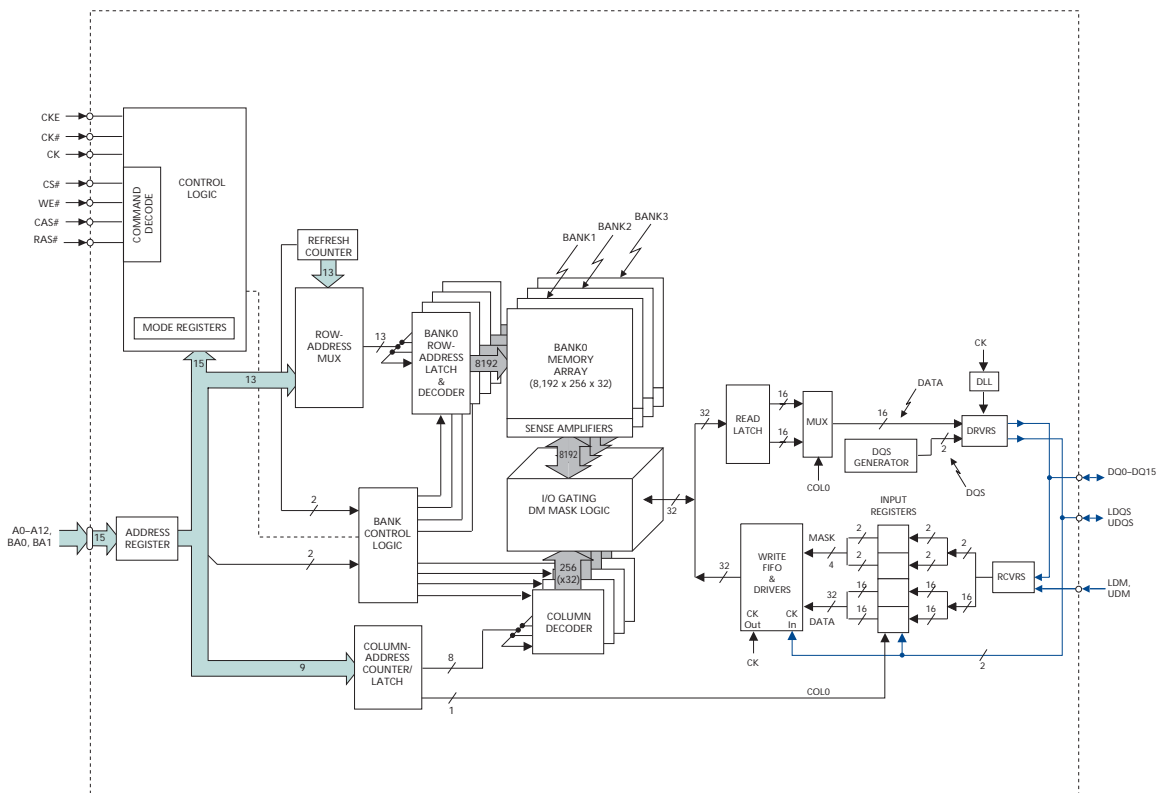 CKE
CK#
CK
CS#
WE#
CAS#
RAS#
CONTROL
LOGIC
COMMAND
DECODE
MODE REGISTERS
15
13
REFRESH
COUNTER
13
ROW-
ADDRESS
MUX
13
BANK0
ROW-
ADDRESS
LATCH
&
DECODER
8192
BANK1
BANK2
BANK3
BANK0
MEMORY
ARRAY
(8,192 x 256 x 32)
SENSE AMPLIFIERS
8192
I/O GATING
DM MASK LOGIC
32
A0–A12,
BA0, BA1
15
ADDRESS
REGISTER
2
2
BANK
CONTROL
LOGIC
256
(x32)
COLUMN
DECODER
9
COLUMN-
ADDRESS
COUNTER/
LATCH
8
1
COL0
32
READ
LATCH
16
16
MUX
COL0
16
DATA
DQS
GENERATOR
2
DQS
CK
DLL
DRVRS
DQ0–DQ15
LDQS
UDQS
LDM,
UDM
RCVRS
INPUT
REGISTERS
32
WRITE
FIFO
&
DRIVERS
CK
Out
CK
In
CK
MASK
4
32
DATA
2
2
16
16
2
2
16
16
2
16
2